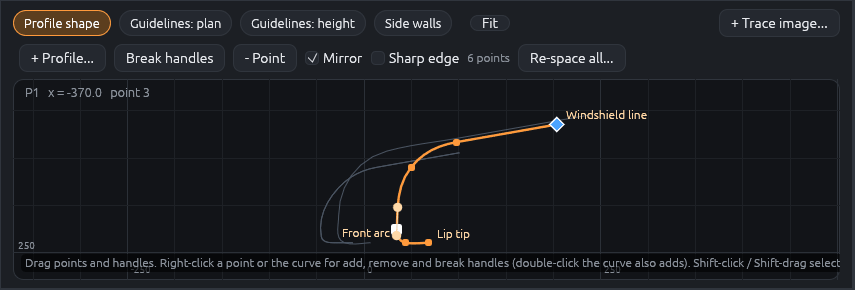 Profile shape Guidelines: plan Guidelines: height Side walls Fit + Trace image...
+ Profile... Break handles - Point Mirror Sharp edge 6 points Re-space all...
P1 x = -370.0 point 3
Windshield line
Front arc Lip tip
250
Drag points and handles. Right-click a point or the curve for add, remove and break handles (double-click the curve also adds). Shift-click / Shift-drag select
-250 0 250